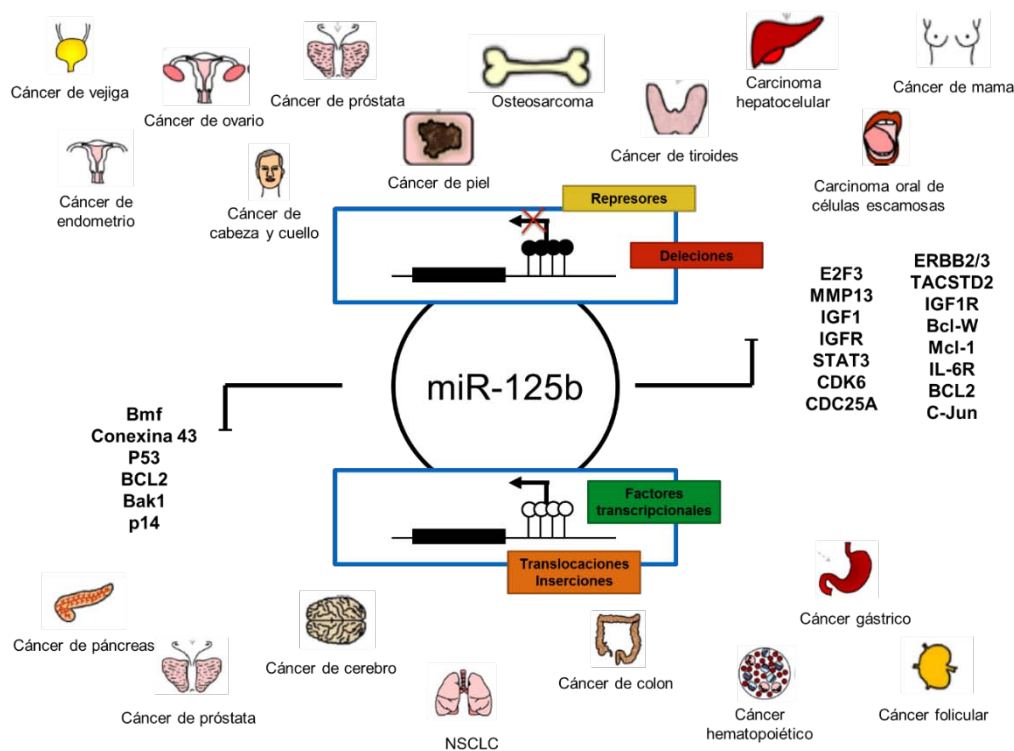 Cáncer de vejiga
Cáncer de ovario
Cáncer de próstata
Osteosarcoma
Carcinoma
hepatocelular
Cáncer de mama
Cáncer de
endometrio
Cáncer de
cabeza y cuello
Cáncer de piel
Cáncer de tiroides
Carcinoma oral de
células escamosas
Represores
Deleciones
E2F3
MMP13
IGF1
IGFR
STAT3
CDK6
CDC25A
ERBB2/3
TACSTD2
IGF1R
Bcl-W
Mcl-1
IL-6R
BCL2
C-Jun
miR-125b
Bmf
Conexina 43
P53
BCL2
Bak1
p14
Factores
transcripcionales
Translocaciones
Inserciones
Cáncer de páncreas
Cáncer de próstata
Cáncer de cerebro
NSCLC
Cáncer de colon
Cáncer gástrico
Cáncer
hematopoiético
Cáncer folicular